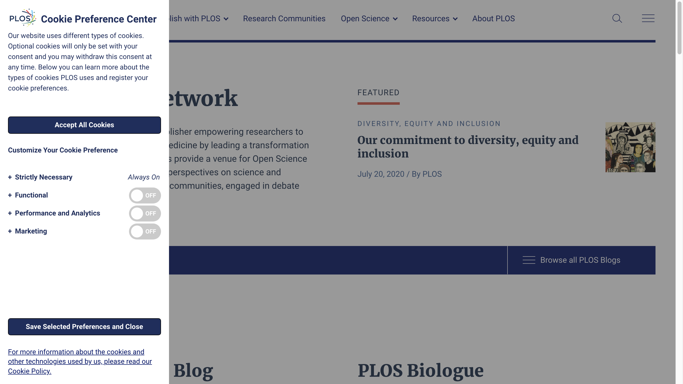 PLOS Cookie Preference Center
Our website uses different types of cookies.
Optional cookies will only be set with your
consent and you may withdraw this consent at
any time. Below you can learn more about the
types of cookies PLOS uses and register your
cookie preferences.
Accept All Cookies
Customize Your Cookie Preference
+ Strictly Necessary Always On
+ Functional OFF
+ Performance and Analytics OFF
+ Marketing OFF
Save Selected Preferences and Close
For more information about the cookies and
other technologies used by us, please read our
Cookie Policy.
lish with PLOS
Research Communities
Open Science
Resources
About PLOS
etwork
lisher empowering researchers to
edicine by leading a transformation
s provide a venue for Open Science
erspectives on science and
communities, engaged in debate
FEATURED
DIVERSITY, EQUITY AND INCLUSION
Our commitment to diversity, equity and
inclusion
July 20, 2020 / By PLOS
Browse all PLOS Blogs
Blog
PLOS Biologue